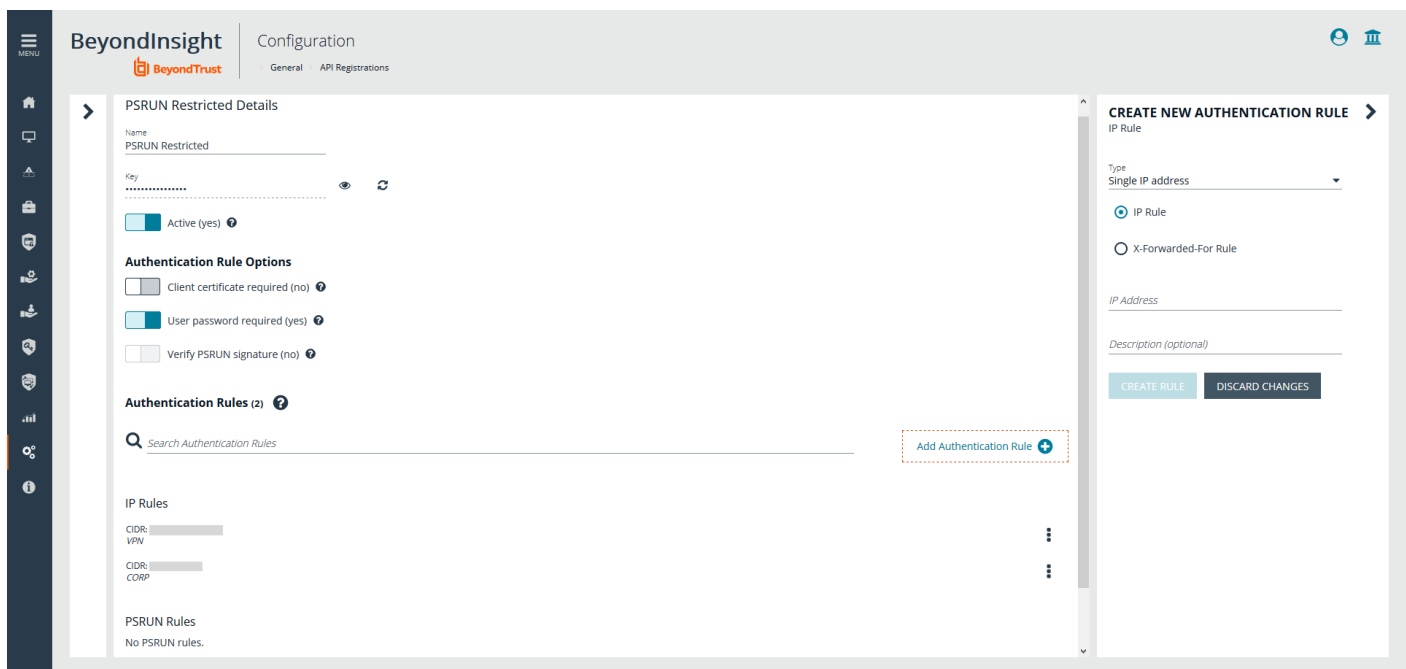 MENU
BeyondInsight
BeyondTrust
Configuration
General
API Registrations
PSRUN Restricted Details
Name
PSRUN Restricted
Key
................
Active (yes)
Authentication Rule Options
Client certificate required (no)
User password required (yes)
Verify PSRUN signature (no)
Authentication Rules (2)
Search Authentication Rules
Add Authentication Rule
IP Rules
CIDR:
VPN
CIDR:
CORP
PSRUN Rules
No PSRUN rules.
CREATE NEW AUTHENTICATION RULE
IP Rule
Type
Single IP address
IP Rule
X-Forwarded-For Rule
IP Address
Description (optional)
CREATE RULE
DISCARD CHANGES